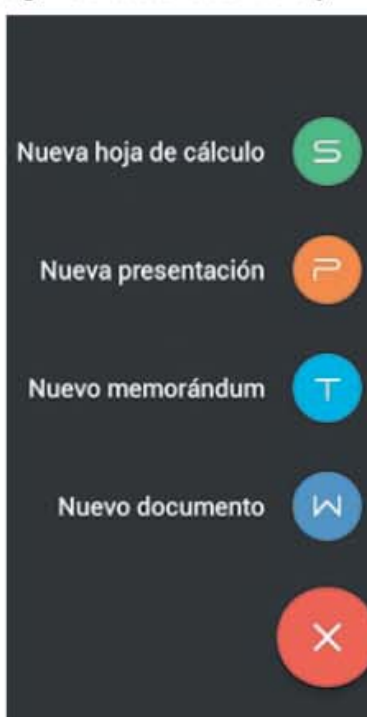 Nueva hoja de cálculo S
Nueva presentación P
Nuevo memorándum T
Nuevo documento W